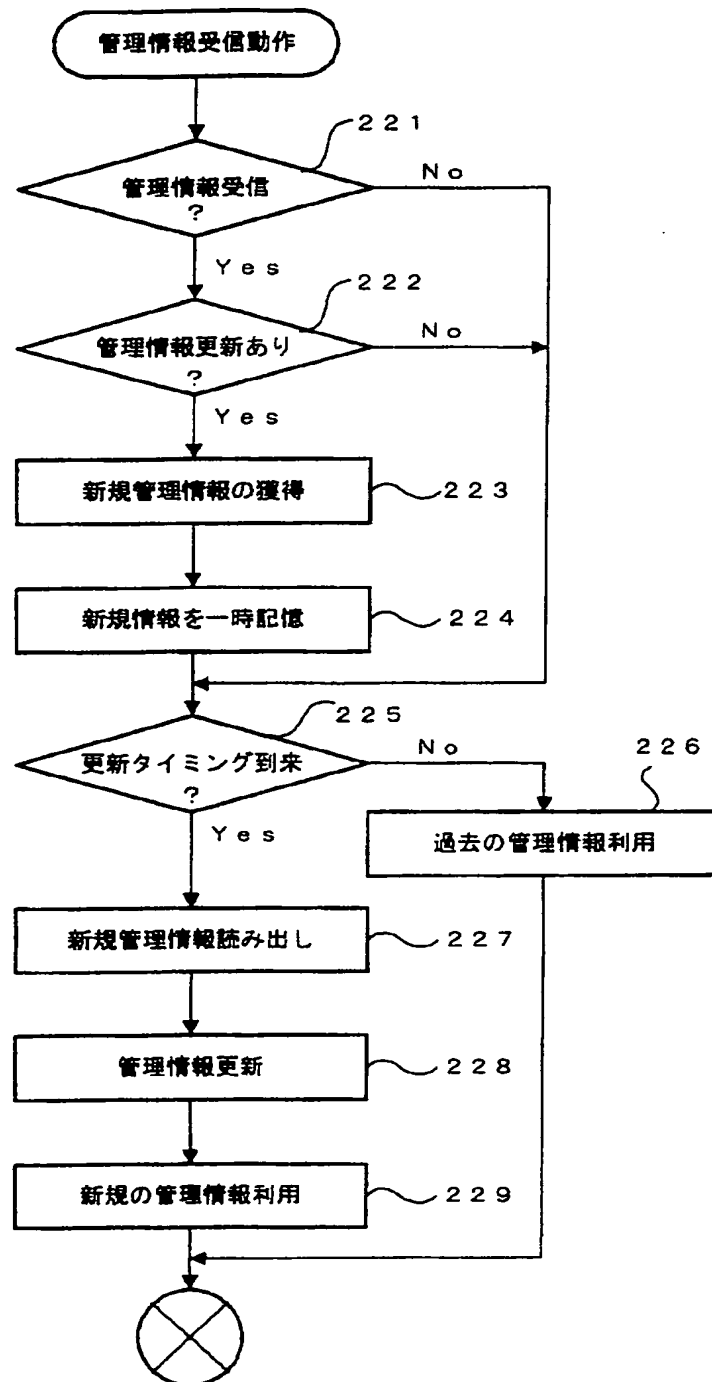 管理情報受信動作
221
管理情報受信
?
No
Yes
222
管理情報更新あり
?
No
Yes
新規管理情報の獲得
223
新規情報を一時記憶
224
225
更新タイミング到来
?
No
226
Yes
過去の管理情報利用
新規管理情報読み出し
227
管理情報更新
228
新規の管理情報利用
229